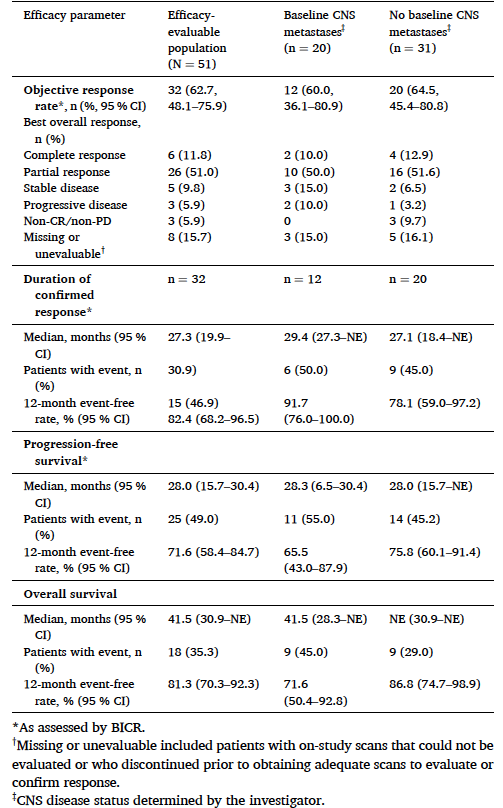 Efficacy parameter Efficacy- Baseline CNS No baseline CNS
evaluable metastases‡ metastases‡
population (n = 20) (n = 31)
(N = 51)
Objective response 32 (62.7, 12 (60.0, 20 (64.5,
rate*, n (%, 95 % CI) 48.1–75.9) 36.1–80.9) 45.4–80.8)
Best overall response,
n (%)
Complete response 6 (11.8) 2 (10.0) 4 (12.9)
Partial response 26 (51.0) 10 (50.0) 16 (51.6)
Stable disease 5 (9.8) 3 (15.0) 2 (6.5)
Progressive disease 3 (5.9) 2 (10.0) 1 (3.2)
Non-CR/non-PD 3 (5.9) 0 3 (9.7)
Missing or 8 (15.7) 3 (15.0) 5 (16.1)
unevaluable†
Duration of n = 32 n = 12 n = 20
confirmed
response*
Median, months (95 % 27.3 (19.9– 29.4 (27.3–NE) 27.1 (18.4–NE)
CI)
Patients with event, n 30.9) 6 (50.0) 9 (45.0)
(%)
12-month event-free 15 (46.9) 91.7 78.1 (59.0–97.2)
rate, % (95 % CI) 82.4 (68.2–96.5) (76.0–100.0)
Progression-free
survival*
Median, months (95 % 28.0 (15.7–30.4) 28.3 (6.5–30.4) 28.0 (15.7–NE)
CI)
Patients with event, n 25 (49.0) 11 (55.0) 14 (45.2)
(%)
12-month event-free 71.6 (58.4–84.7) 65.5 75.8 (60.1–91.4)
rate, % (95 % CI) (43.0–87.9)
Overall survival
Median, months (95 % 41.5 (30.9–NE) 41.5 (28.3–NE) NE (30.9–NE)
CI)
Patients with event, n 18 (35.3) 9 (45.0) 9 (29.0)
(%)
12-month event-free 81.3 (70.3–92.3) 71.6 86.8 (74.7–98.9)
rate, % (95 % CI) (50.4–92.8)
*As assessed by BICR.
†Missing or unevaluable included patients with on-study scans that could not be
evaluated or who discontinued prior to obtaining adequate scans to evaluate or
confirm response.
‡CNS disease status determined by the investigator.